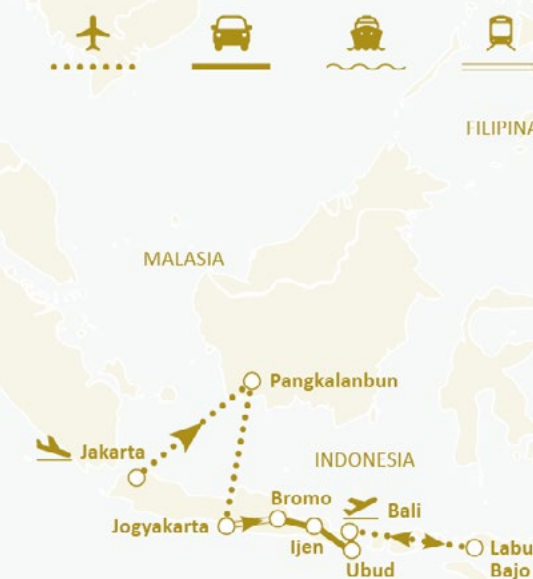 FILIPINA
MALASIA
Pangkalanbun
Jakarta
INDONESIA
Bromo
Bali
Jogyakarta
Ijen
Labu
Bajo
Ubud